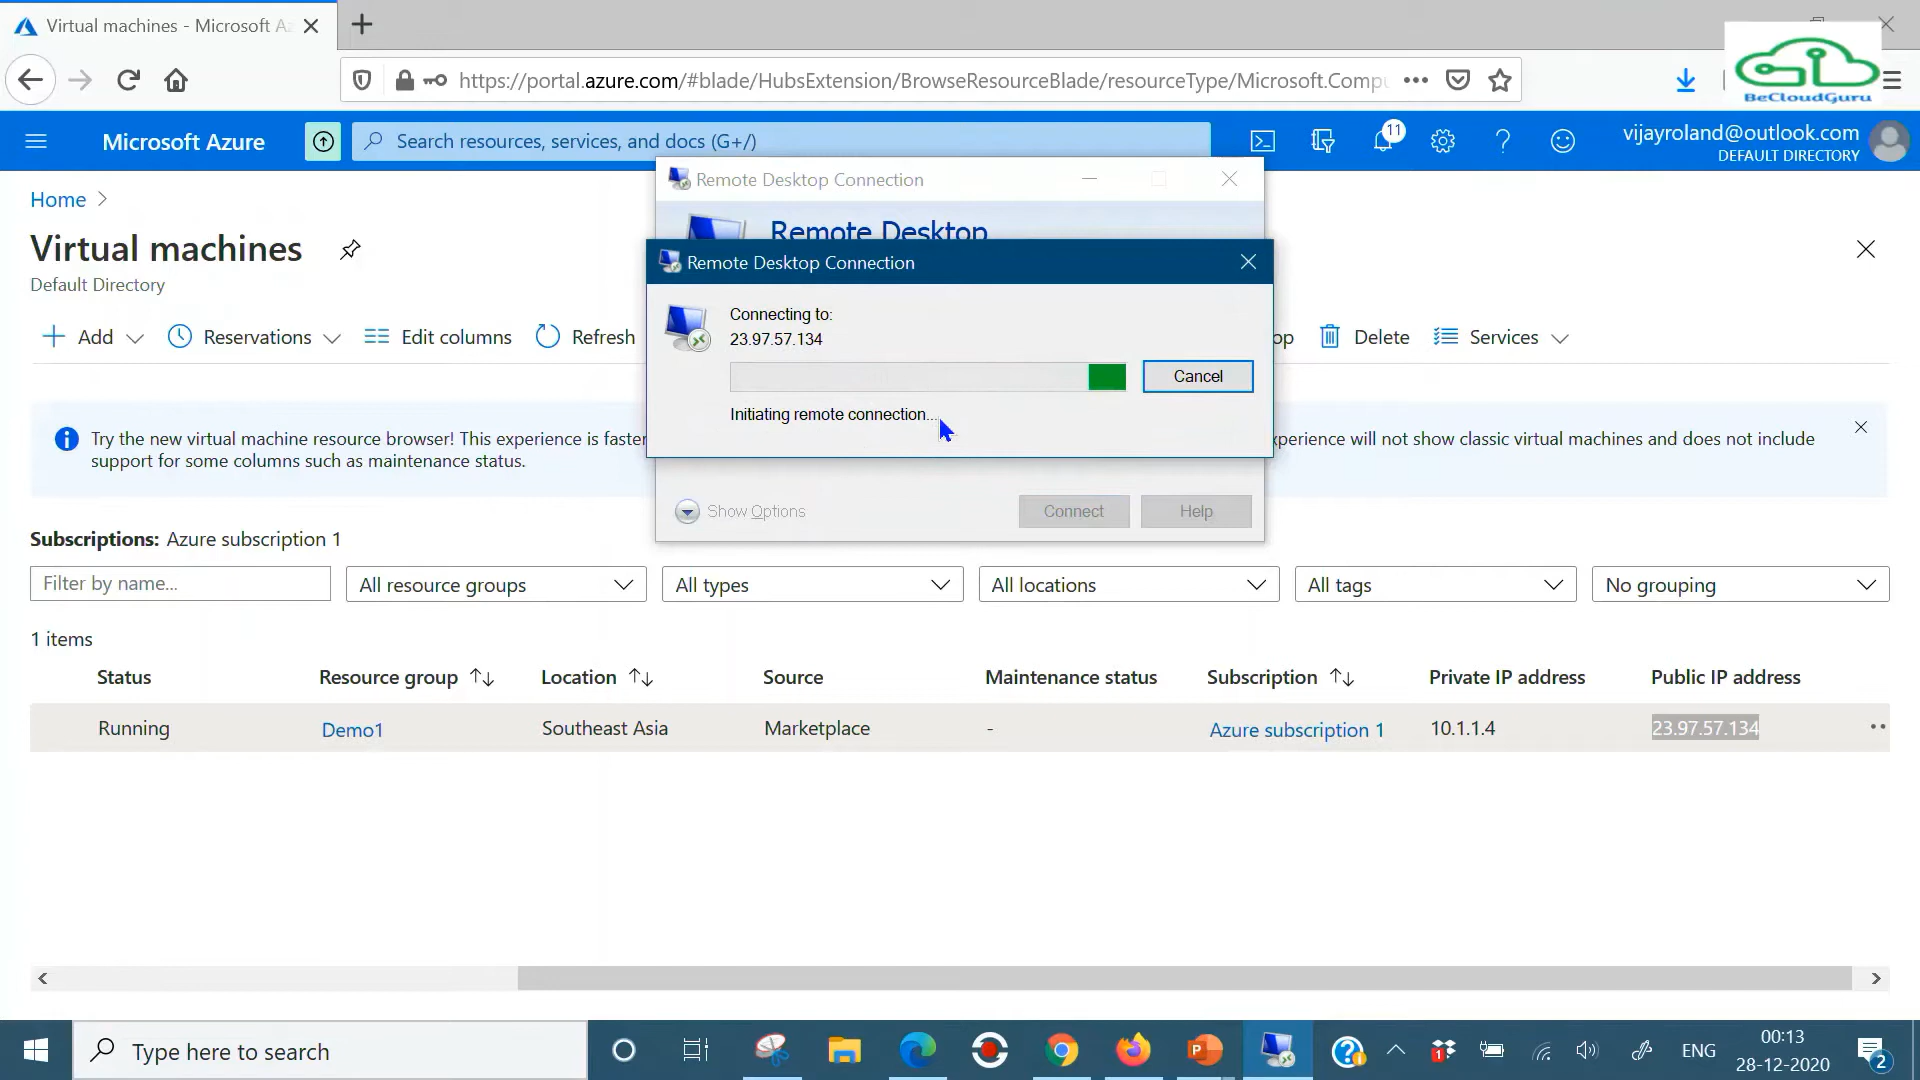 Virtual machines - Microsoft Az
https://portal.azure.com/#blade/HubsExtension/BrowseResourceBlade/resourceType/Microsoft.Compu
BeCloudGuru
Microsoft Azure
Search resources, services, and docs (G+/)
11
vijayroland@outlook.com
DEFAULT DIRECTORY
Home
Virtual machines
Default Directory
Remote Desktop Connection
Remote Desktop
Remote Desktop Connection
Connecting to:
23.97.57.134
Cancel
Initiating remote connection...
Show Options
Connect
Help
Add
Reservations
Edit columns
Refresh
op
Delete
Services
Try the new virtual machine resource browser! This experience is faster
xperience will not show classic virtual machines and does not include
support for some columns such as maintenance status.
Subscriptions: Azure subscription 1
Filter by name...
All resource groups
All types
All locations
All tags
No grouping
1 items
Status
Resource group
Location
Source
Maintenance status
Subscription
Private IP address
Public IP address
Running
Demo1
Southeast Asia
Marketplace
-
Azure subscription 1
10.1.1.4
23.97.57.134
Type here to search
1
ENG
00:13
28-12-2020
2